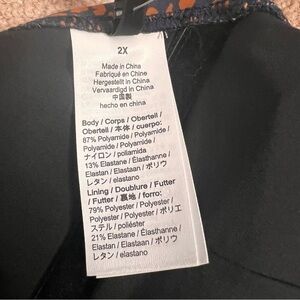 2X
Made in China
Fabriqué en Chine
Hergestellt in China
Vervaardigd in China
中国製
hecho en china
Body / Corps / Oberteil /
Obertell / 本体 / cuerpo:
87% Polyamide / Polyamide /
Polyamide / Polyamide /
ナイロン / poliamida
13% Elastane / Élasthanne /
Elastan / Elastaan / ポリウ
レタン / elastano
Lining / Doublure / Futter
/ Futter / 裏地 / forro:
79% Polyester / Polyester /
Polyester / Polyester / ポリエ
ステル / poliéster
21% Elastane / Élasthanne /
Elastan / Elastaan / ポリウ
レタン / elastano